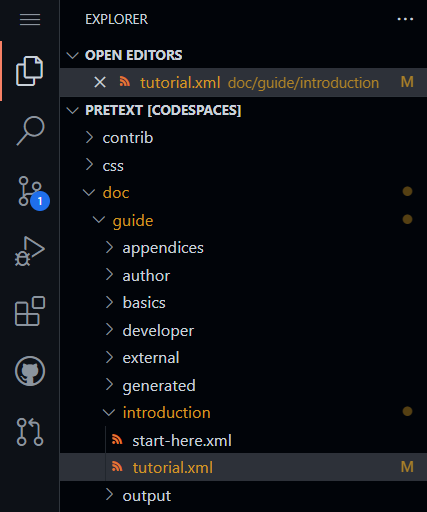 EXPLORER
OPEN EDITORS
tutorial.xml doc/guide/introduction M
PRETEXT [CODESPACES]
contrib
css
doc
guide
appendices
author
basics
developer
external
generated
introduction
start-here.xml
tutorial.xml M
output
1